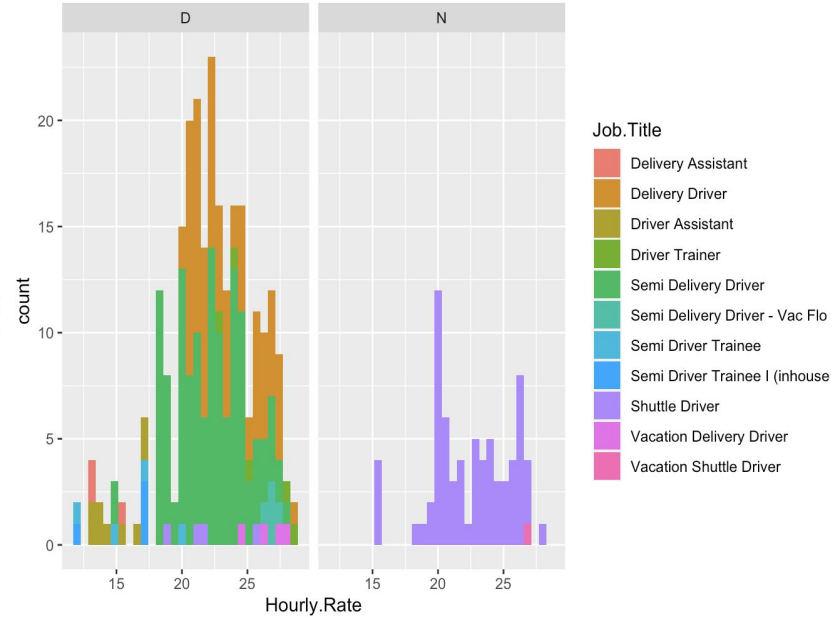 D
N
20
15
10
5
0
count
15
20
25
15
20
25
Hourly.Rate
Job.Title
Delivery Assistant
Delivery Driver
Driver Assistant
Driver Trainer
Semi Delivery Driver
Semi Delivery Driver - Vac Flo
Semi Driver Trainee
Semi Driver Trainee I (inhouse
Shuttle Driver
Vacation Delivery Driver
Vacation Shuttle Driver